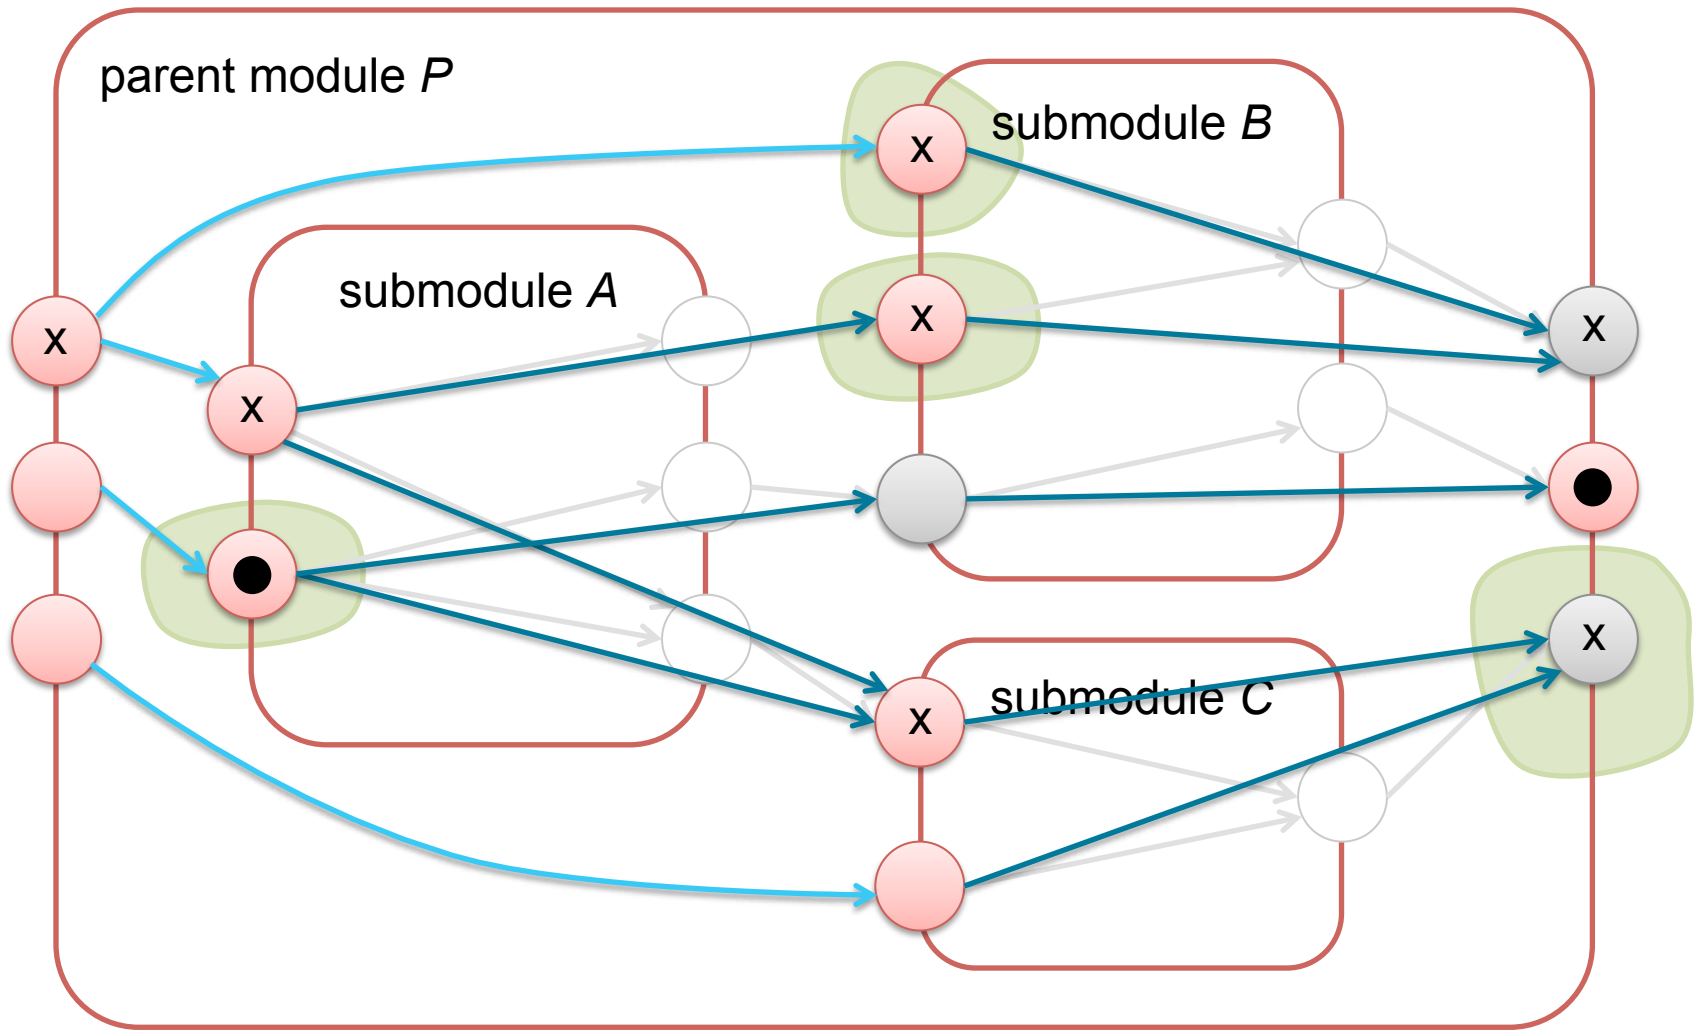 parent module P
submodule B
x
submodule A
x
x
x
x
submodule C
x
x